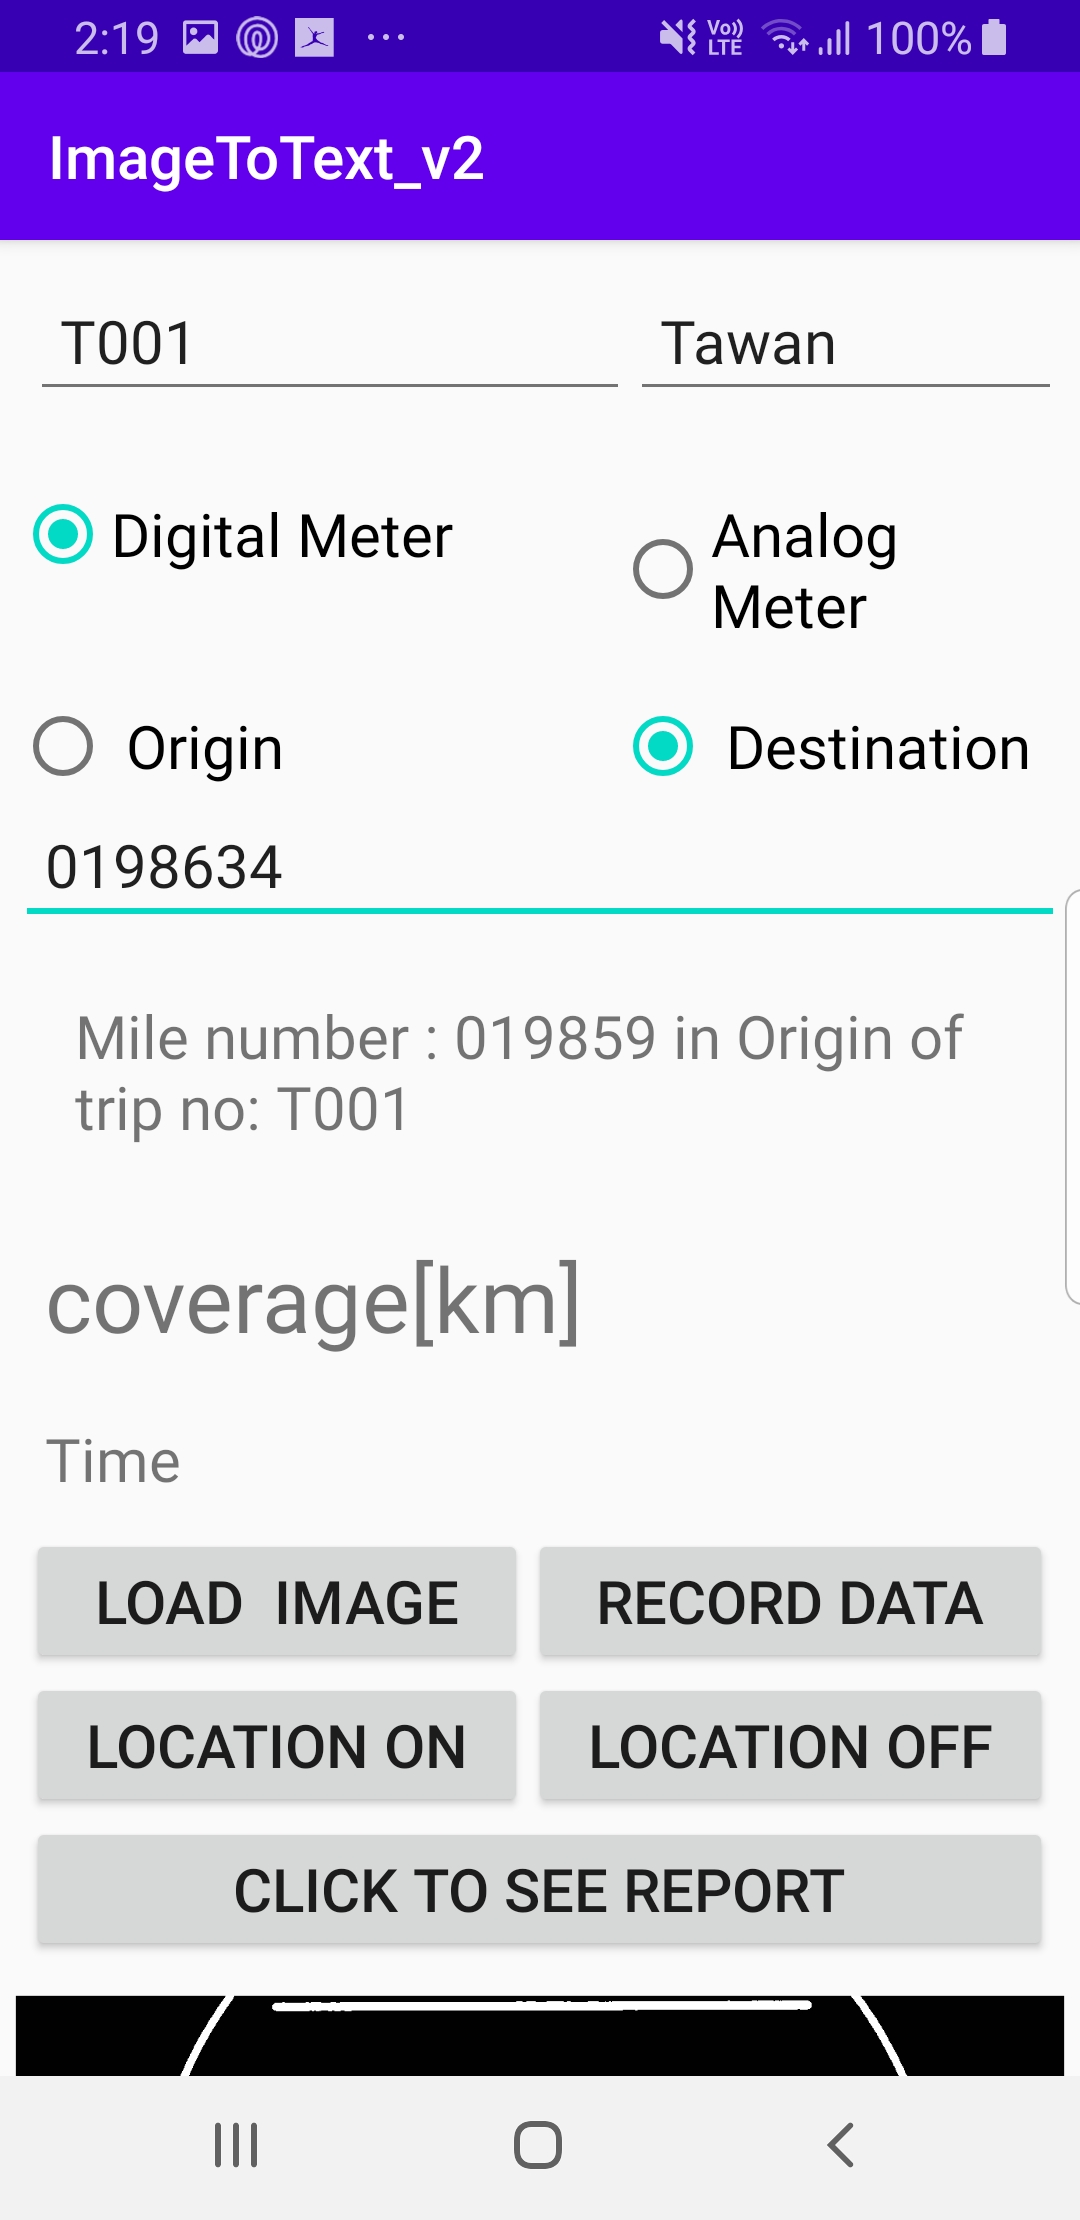 2:19 Vo)) LTE 100%
ImageToText_v2
T001 Tawan
Digital Meter Analog
Meter
Origin Destination
0198634
Mile number : 019859 in Origin of
trip no: T001
coverage[km]
Time
LOAD IMAGE RECORD DATA
LOCATION ON LOCATION OFF
CLICK TO SEE REPORT